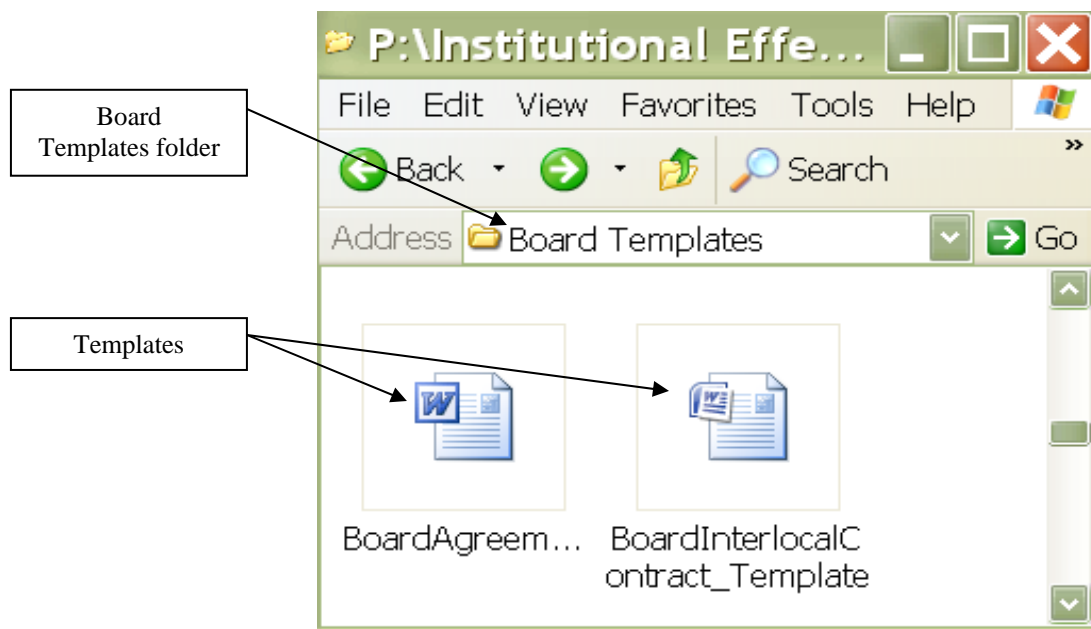 P:\Institutional Effe...
File Edit View Favorites Tools Help
Board
Templates folder
Back Search »
Address Board Templates Go
Templates
W W
BoardAgreem... BoardInterlocalC
ontract_Template